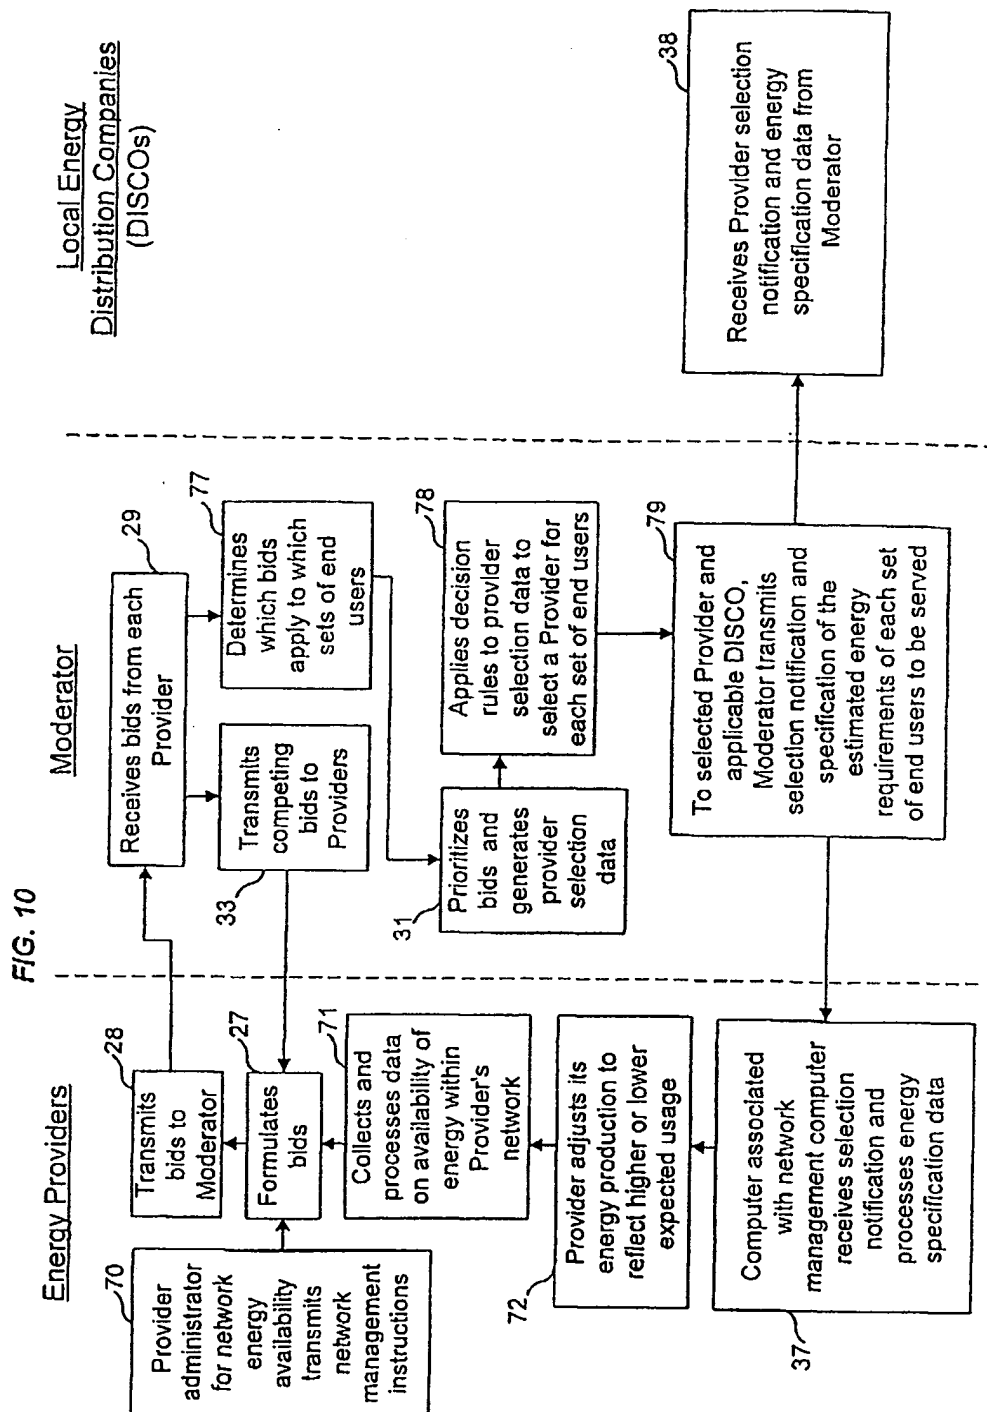 FIG. 10
Energy Providers
Moderator
Local Energy
Distribution Companies
(DISCOs)
70
Provider
administrator
for network
energy
availability
transmits
network
management
instructions
28
Transmits
bids to
Moderator
27
Formulates
bids
71
Collects and
processes data
on availability of
energy within
Provider's
network
72
Provider adjusts its
energy production to
reflect higher or lower
expected usage
37
Computer associated
with network
management computer
receives selection
notification and
processes energy
specification data
29
Receives bids from each
Provider
33
Transmits
competing
bids to
Providers
77
Determines
which bids
apply to which
sets of end
users
31
Prioritizes
bids and
generates
provider
selection
data
78
Applies decision
rules to provider
selection data to
select a Provider for
each set of end users
79
To selected Provider and
applicable DISCO,
Moderator transmits
selection notification and
specification of the
estimated energy
requirements of each set
of end users to be served
38
Receives Provider selection
notification and energy
specification data from
Moderator